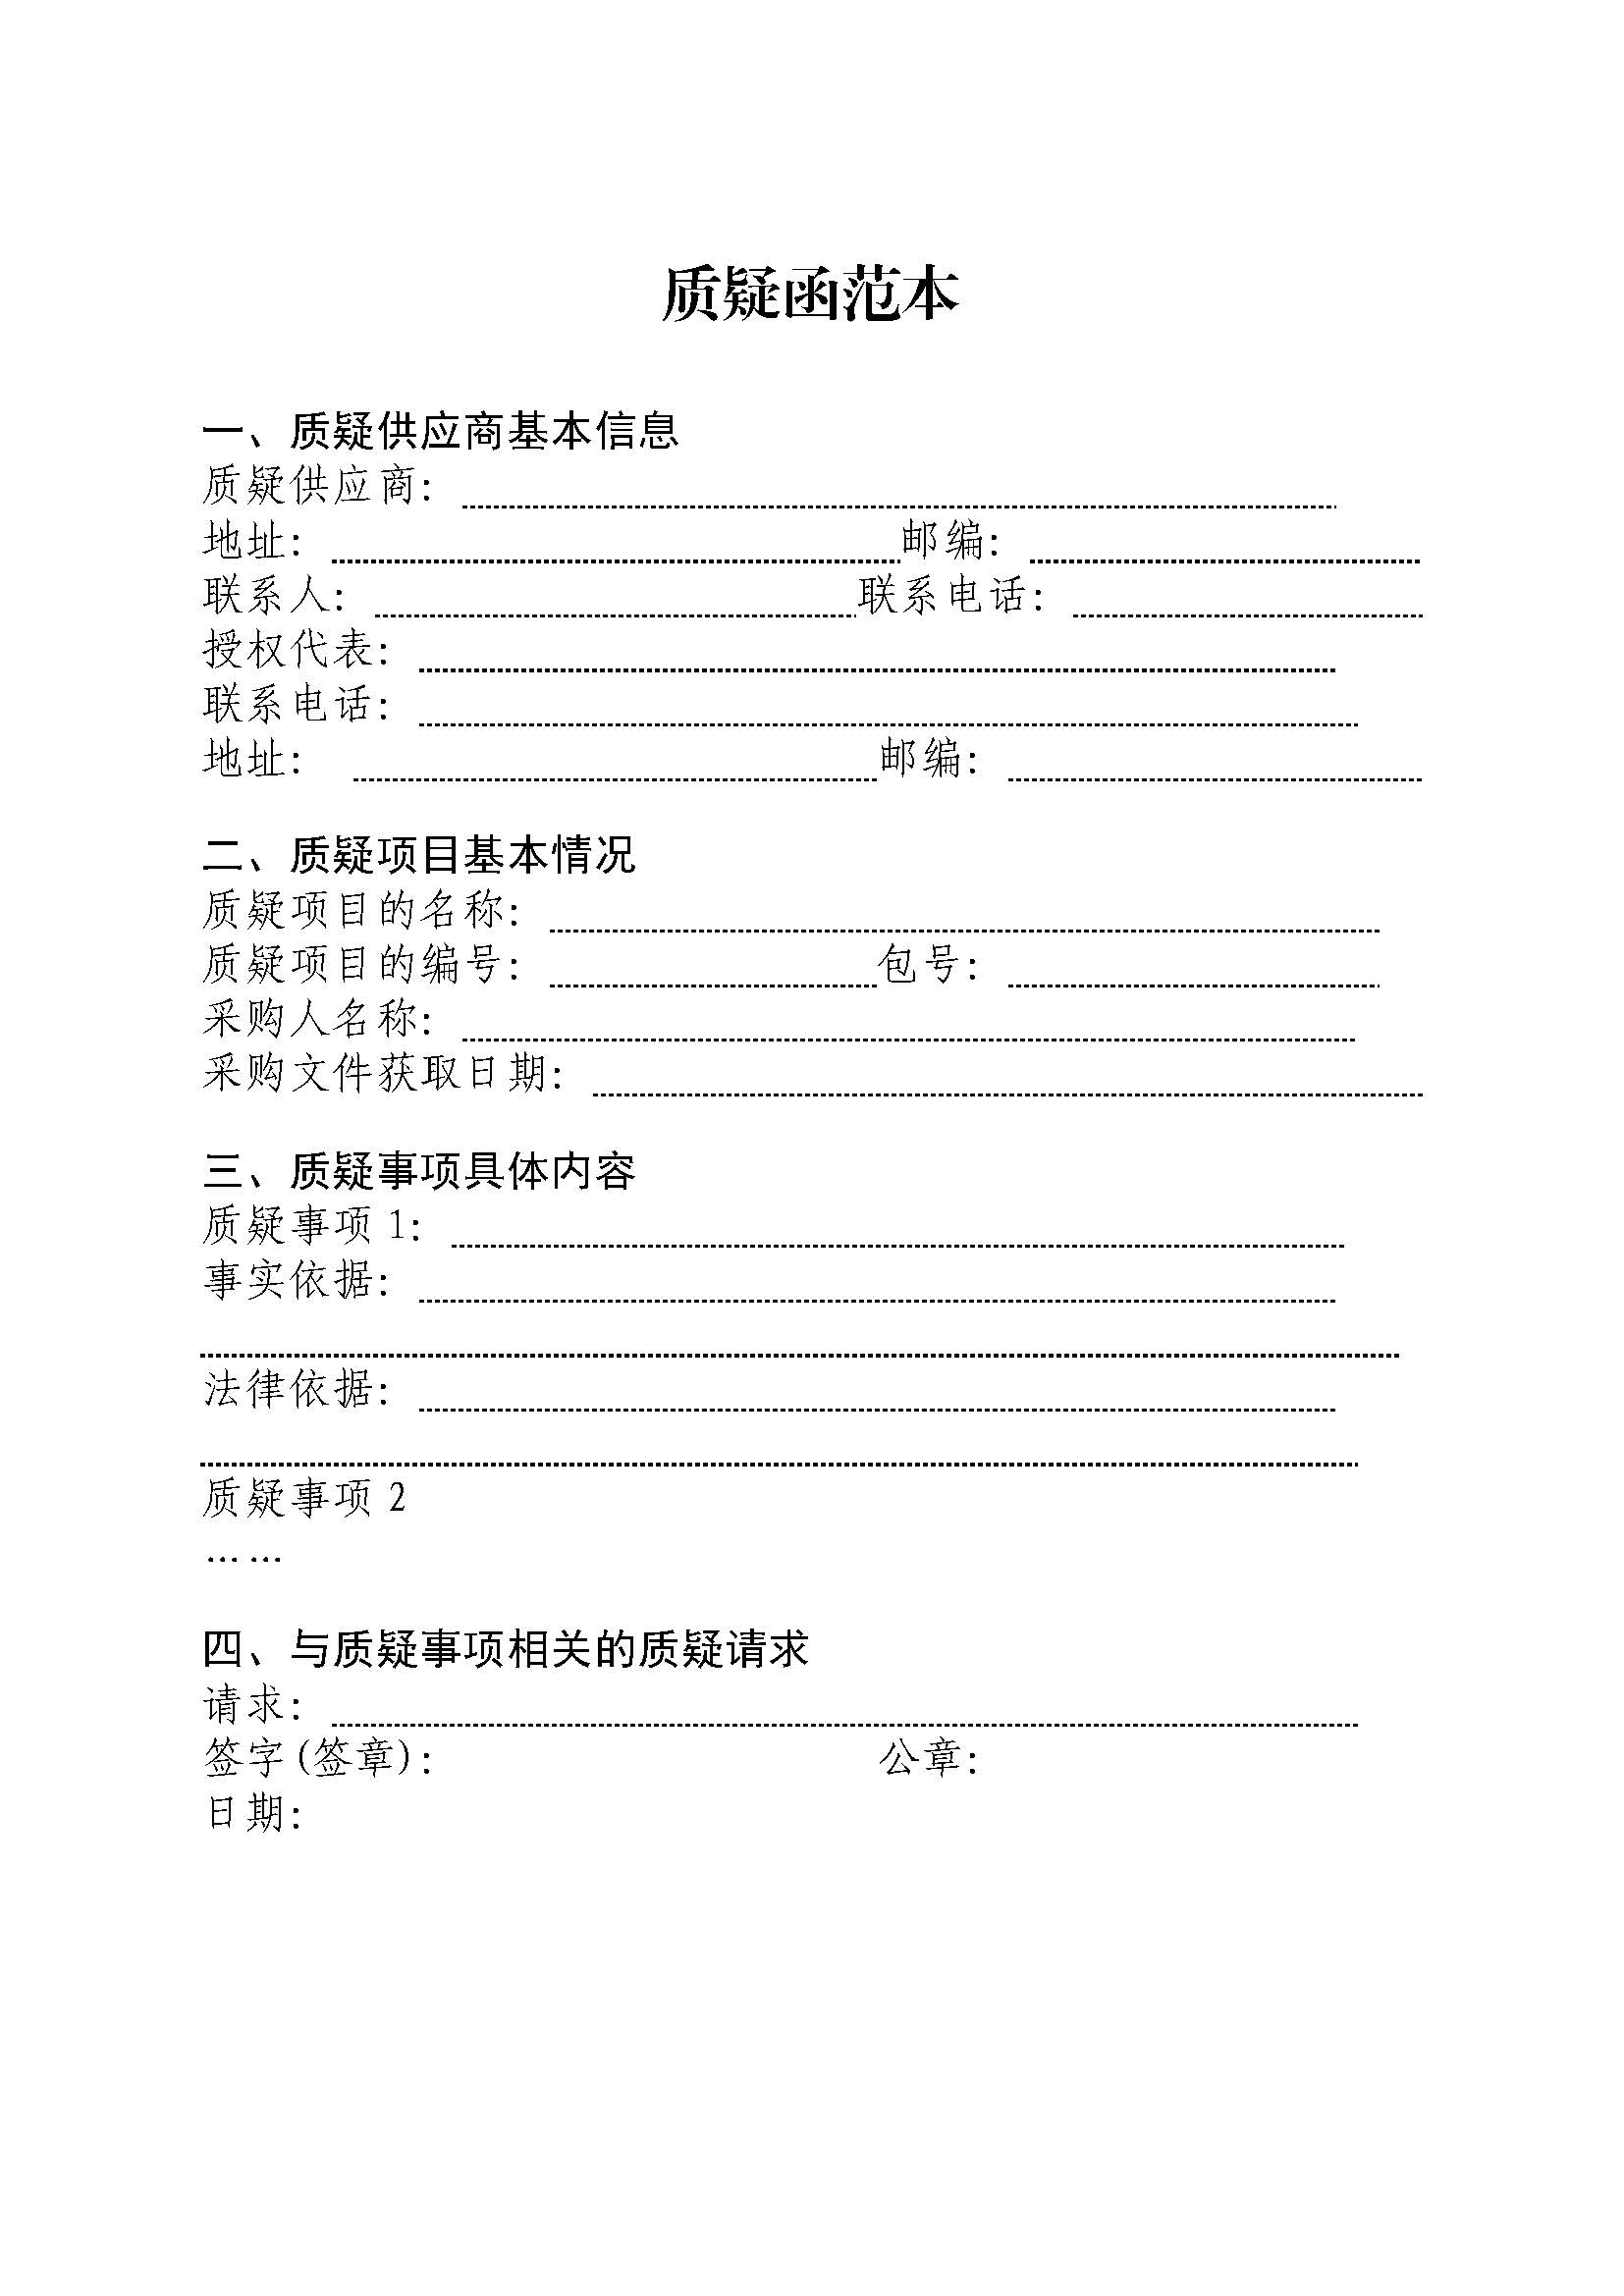 质疑函范本
一、质疑供应商基本信息
质疑供应商：
地址： 邮编：
联系人： 联系电话：
授权代表：
联系电话：
地址： 邮编：
二、质疑项目基本情况
质疑项目的名称：
质疑项目的编号： 包号：
采购人名称：
采购文件获取日期：
三、质疑事项具体内容
质疑事项 1：
事实依据：
法律依据：
质疑事项 2
……
四、与质疑事项相关的质疑请求
请求：
签字(签章)： 公章：
日期：